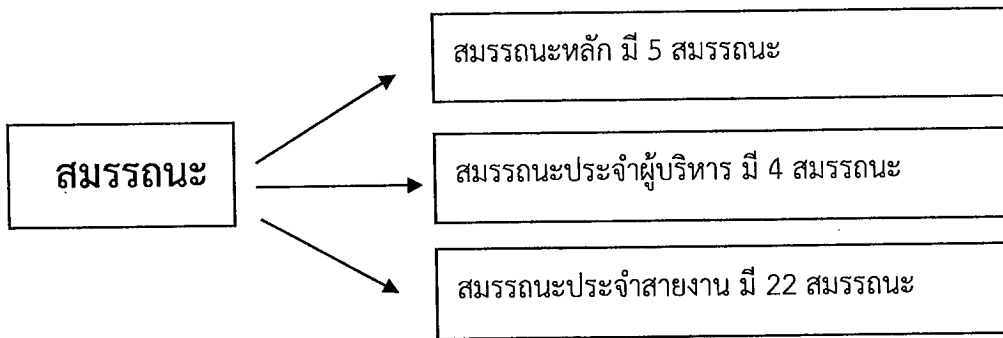 สมรรถนะหลัก มี 5 สมรรถนะ
สมรรถนะ
สมรรถนะประจำผู้บริหาร มี 4 สมรรถนะ
สมรรถนะประจำสายงาน มี 22 สมรรถนะ